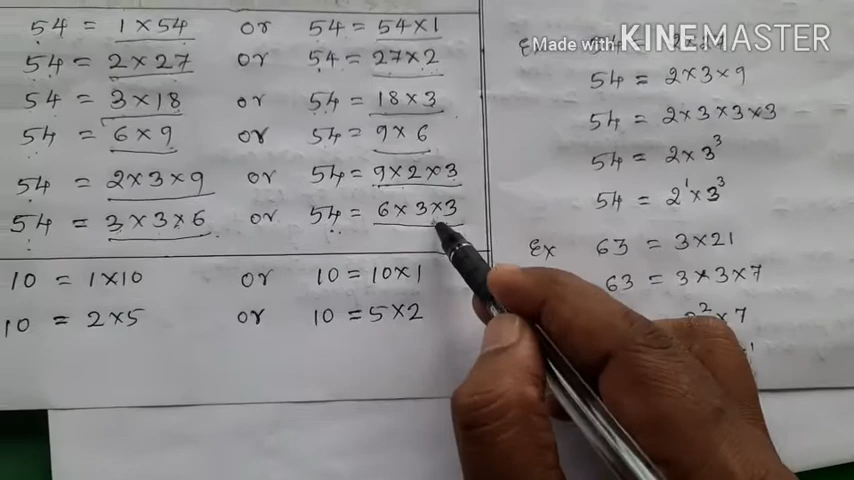 54 = 1×54 or 54 = 54×1
54 = 2×27 or 54 = 27×2
54 = 3×18 or 54 = 18×3
54 = 6×9 or 54 = 9×6
54 = 2×3×9 or 54 = 9×2×3
54 = 3×3×6 or 54 = 6×3×3
10 = 1×10 or 10 = 10×1
10 = 2×5 or 10 = 5×2
Made with KINEMASTER
54 = 2×3×9
54 = 2×3×3×3
54 = 2×3³
54 = 2¹×3³
Ex 63 = 3×21
63 = 3×3×7
²×7